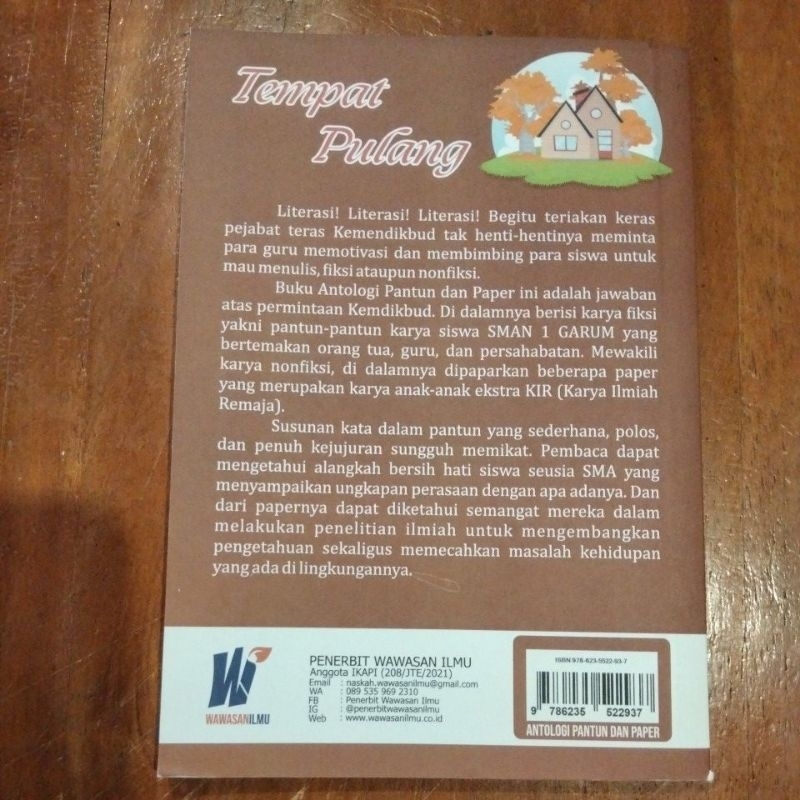 Tempat
Pulang
Literasi! Literasi! Literasi! Begitu teriakan keras
pejabat teras Kemendikbud tak henti-hentinya meminta
para guru memotivasi dan membimbing para siswa untuk
mau menulis, fiksi ataupun nonfiksi.
Buku Antologi Pantun dan Paper ini adalah jawaban
atas permintaan Kemdikbud. Di dalamnya berisi karya fiksi
yakni pantun-pantun karya siswa SMAN 1 GARUM yang
bertemakan orang tua, guru, dan persahabatan. Mewakili
karya nonfiksi, di dalamnya dipaparkan beberapa paper
yang merupakan karya anak-anak ekstra KIR (Karya Ilmiah
Remaja).
Susunan kata dalam pantun yang sederhana, polos,
dan penuh kejujuran sungguh memikat. Pembaca dapat
mengetahui alangkah bersih hati siswa seusia SMA yang
menyampaikan ungkapan perasaan dengan apa adanya. Dan
dari papernya dapat diketahui semangat mereka dalam
melakukan penelitian ilmiah untuk mengembangkan
pengetahuan sekaligus memecahkan masalah kehidupan
yang ada di lingkungannya.
WAWASANILMU
PENERBIT WAWASAN ILMU
Anggota IKAPI (208/JTE/2021)
Email : naskah.wawasanilmu@gmail.com
WA : 089 535 969 2310
FB : Penerbit Wawasan Ilmu
IG : @penerbitwawasanilmu
Web : www.wawasanilmu.co.id
ISBN 978-623-5522-93-7
9 786235 522937
ANTOLOGI PANTUN DAN PAPER